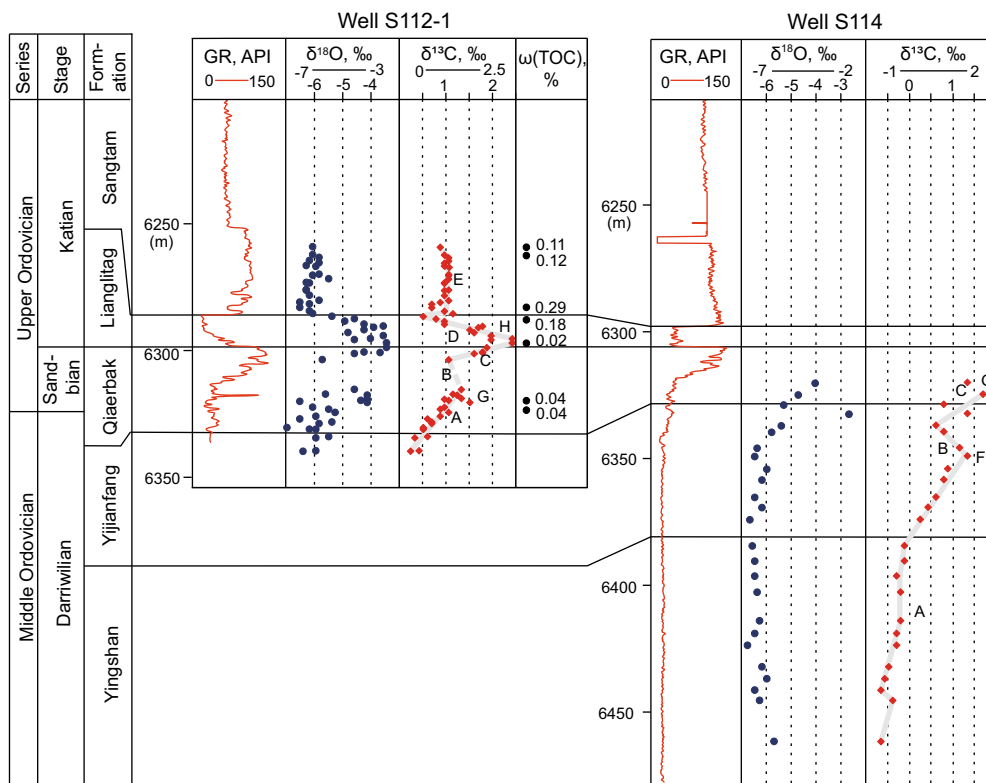 Well S112-1
Well S114
Series
Stage
Form-
ation
GR, API
0 150
δ¹⁸O, ‰
-7 -3
-6 -5 -4 -3
δ¹³C, ‰
0 2.5
1 2
ω(TOC),
%
GR, API
0 150
δ¹⁸O, ‰
-7 -2
-6 -5 -4 -3
δ¹³C, ‰
-1 2
0 1 2
Upper Ordovician
Middle Ordovician
Katian
Sand-
bian
Darriwilian
Sangtam
Lianglitag
Qiaerbak
Yijianfang
Yingshan
6250
(m)
6300
6350
E
H
D
C
B
G
A
0.11
0.12
0.29
0.18
0.02
0.04
0.04
6250
(m)
6300
6350
6400
6450
C
B
F
A